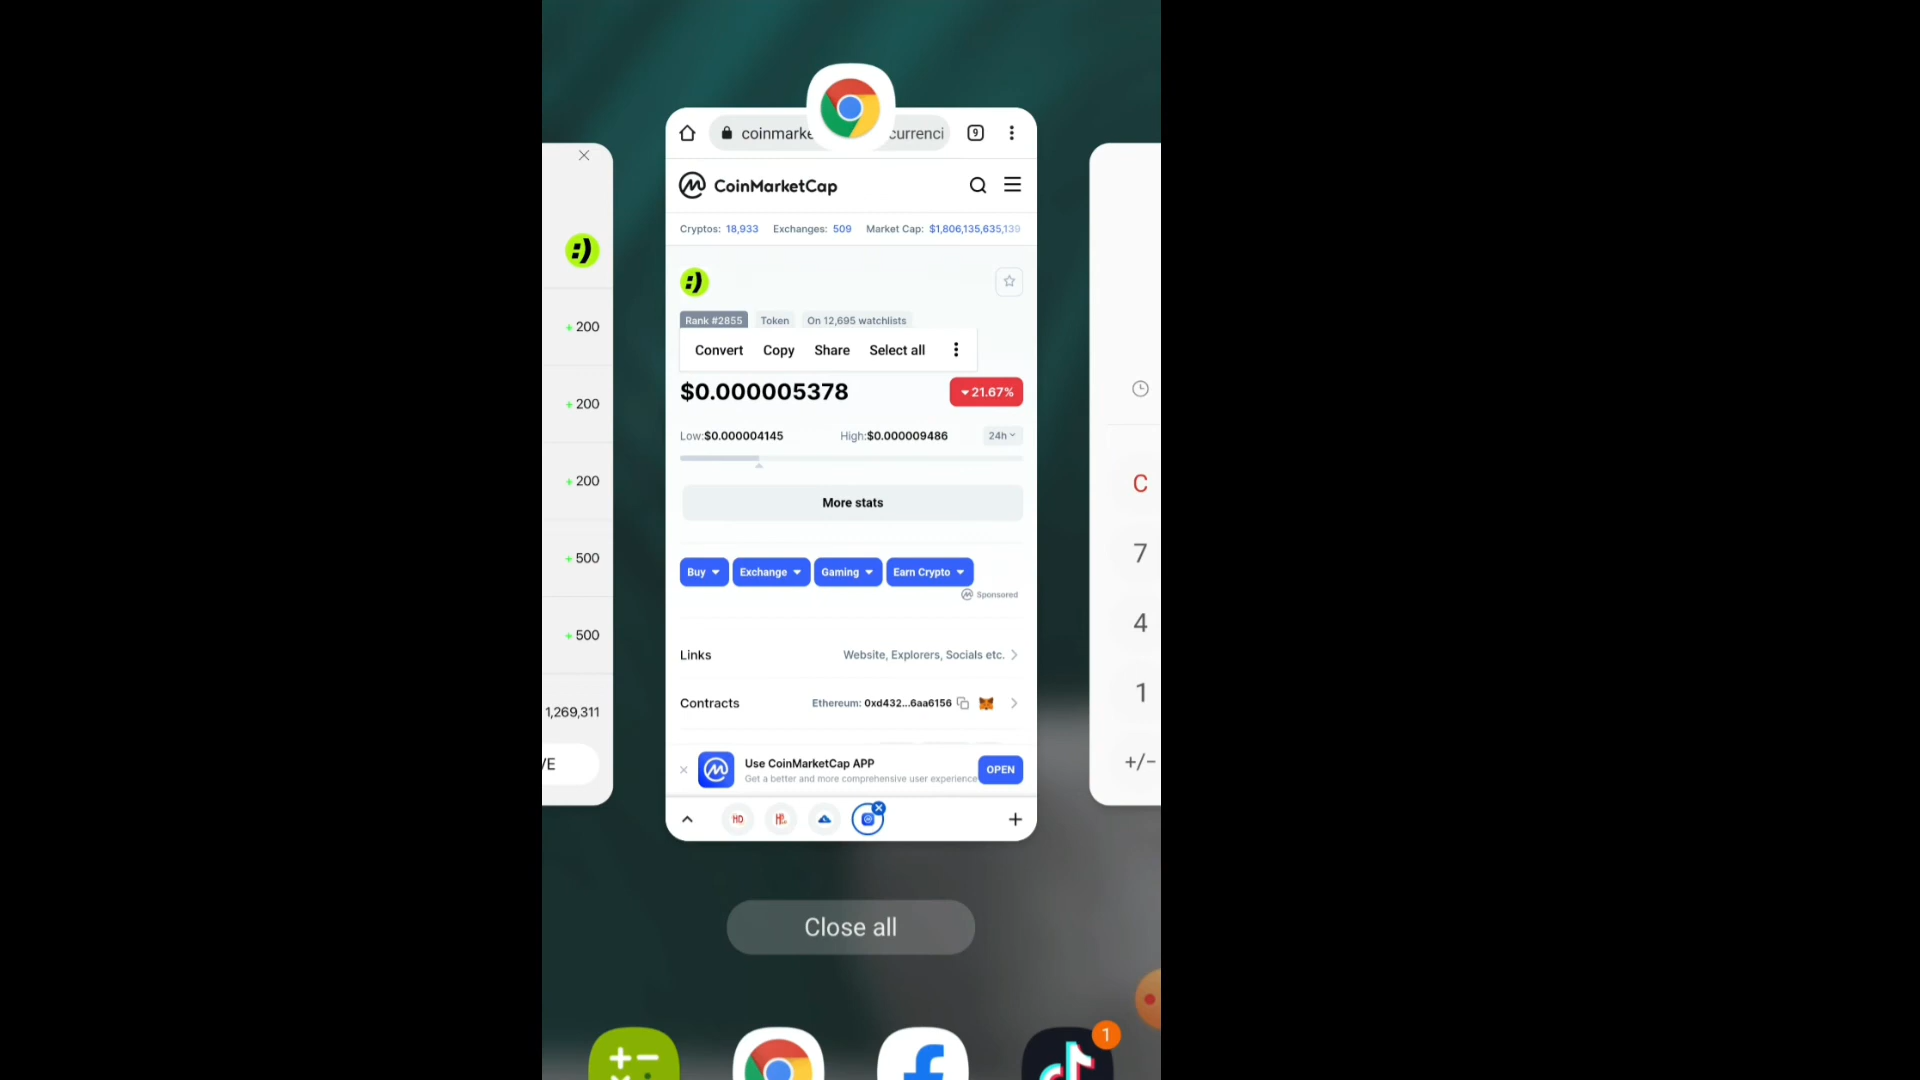 coinmarke
currenci
9
CoinMarketCap
Cryptos: 18,933 Exchanges: 509 Market Cap: $1,806,135,635,139
:)
:)
Rank #2855 Token On 12,695 watchlists
Convert Copy Share Select all
$0.000005378 21.67%
Low:$0.000004145 High:$0.000009486 24h
More stats
Buy Exchange Gaming Earn Crypto
Sponsored
Links Website, Explorers, Socials etc.
Contracts Ethereum: 0xd432...6aa6156
Use CoinMarketCap APP
Get a better and more comprehensive user experience
OPEN
HD
+ 200
+ 200
+ 200
+ 500
+ 500
1,269,311
/E
C
7
4
1
+/−
Close all
1